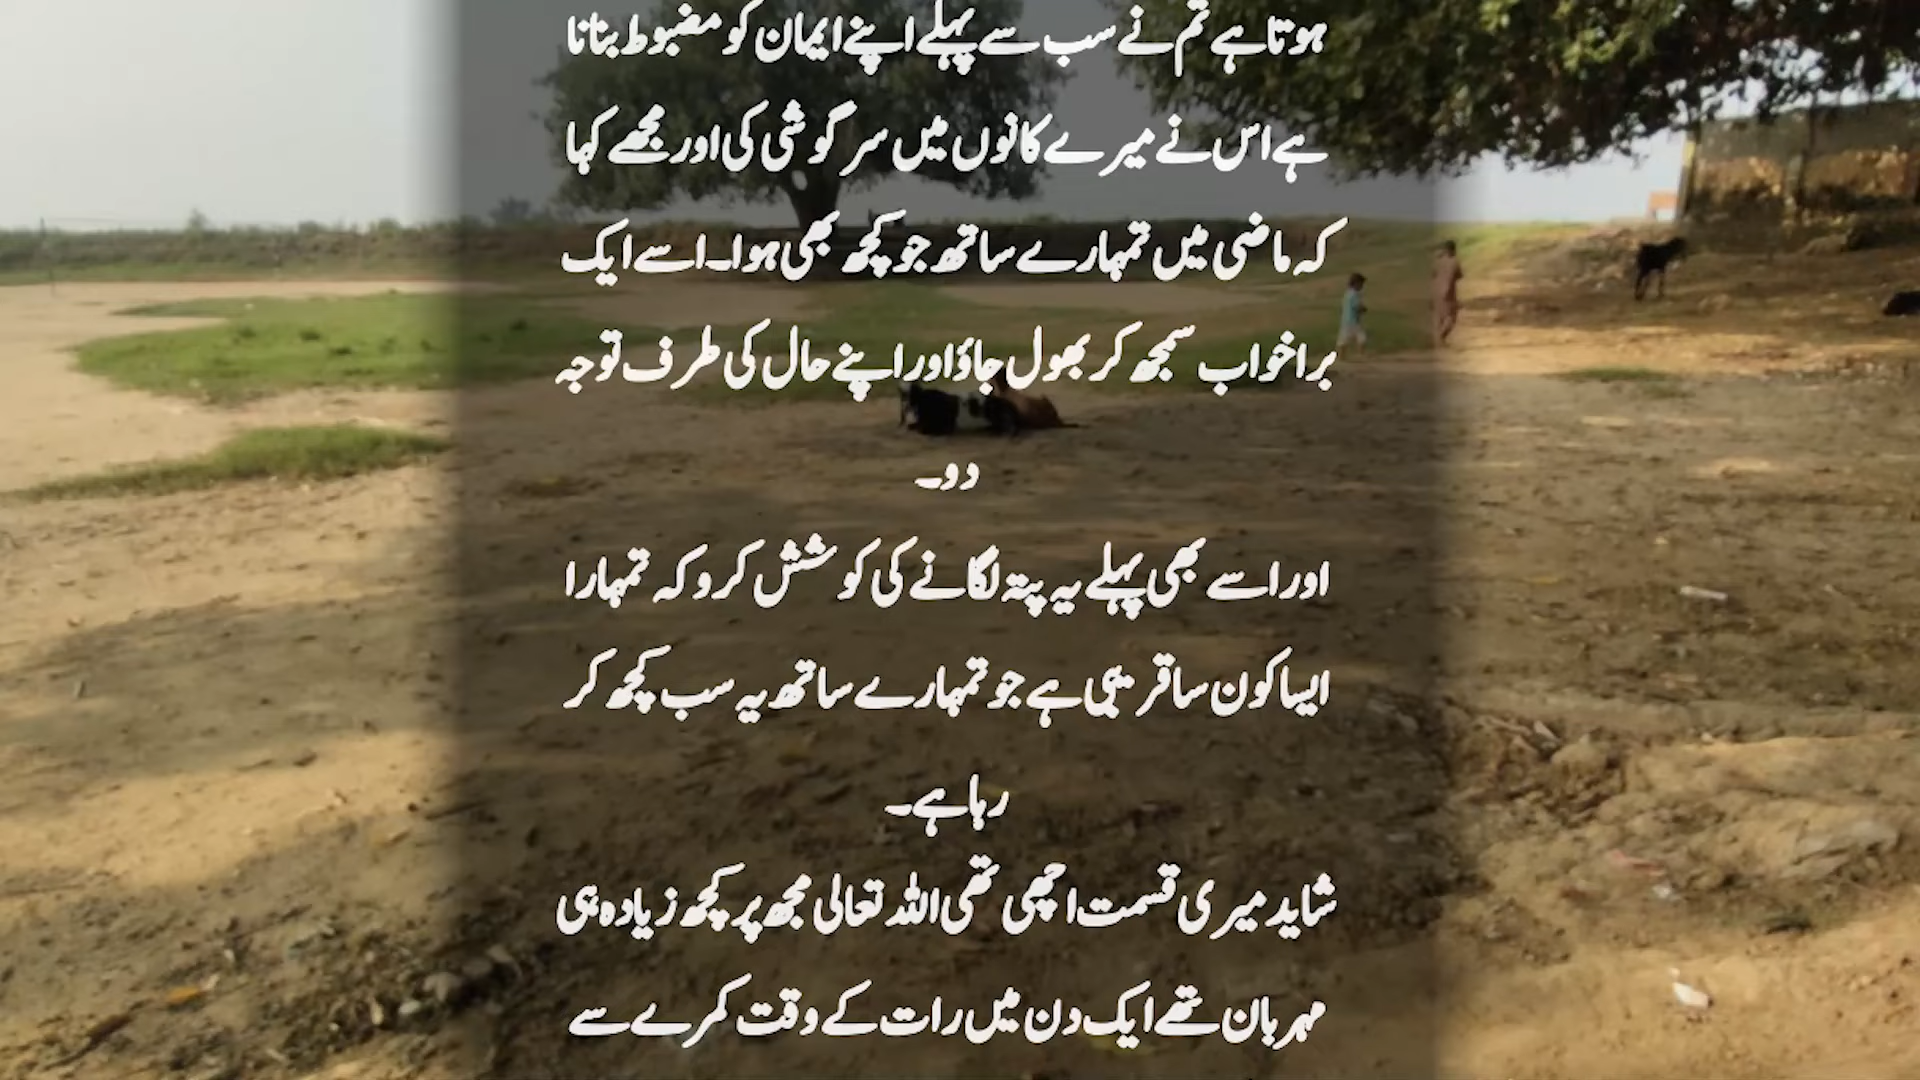 ہوتا ہے تم نے سب سے پہلے اپنے ایمان کو مضبوط بنانا
ہے اس نے میرے کانوں میں سرگوشی کی اور مجھے کہا
کہ ماضی میں تمہارے ساتھ جو کچھ بھی ہوا۔ اسے ایک
برا خواب سمجھ کر بھول جاؤ اور اپنے حال کی طرف توجہ
دو۔
اور اسے بھی پہلے یہ پتہ لگانے کی کوشش کرو کہ تمہارا
ایسا کون سا قریبی ہے جو تمہارے ساتھ یہ سب کچھ کر
رہا ہے۔
شاید میری قسمت اچھی تھی اللہ تعالی مجھ پر کچھ زیادہ ہی
مہربان تھے ایک دن میں رات کے وقت کمرے سے